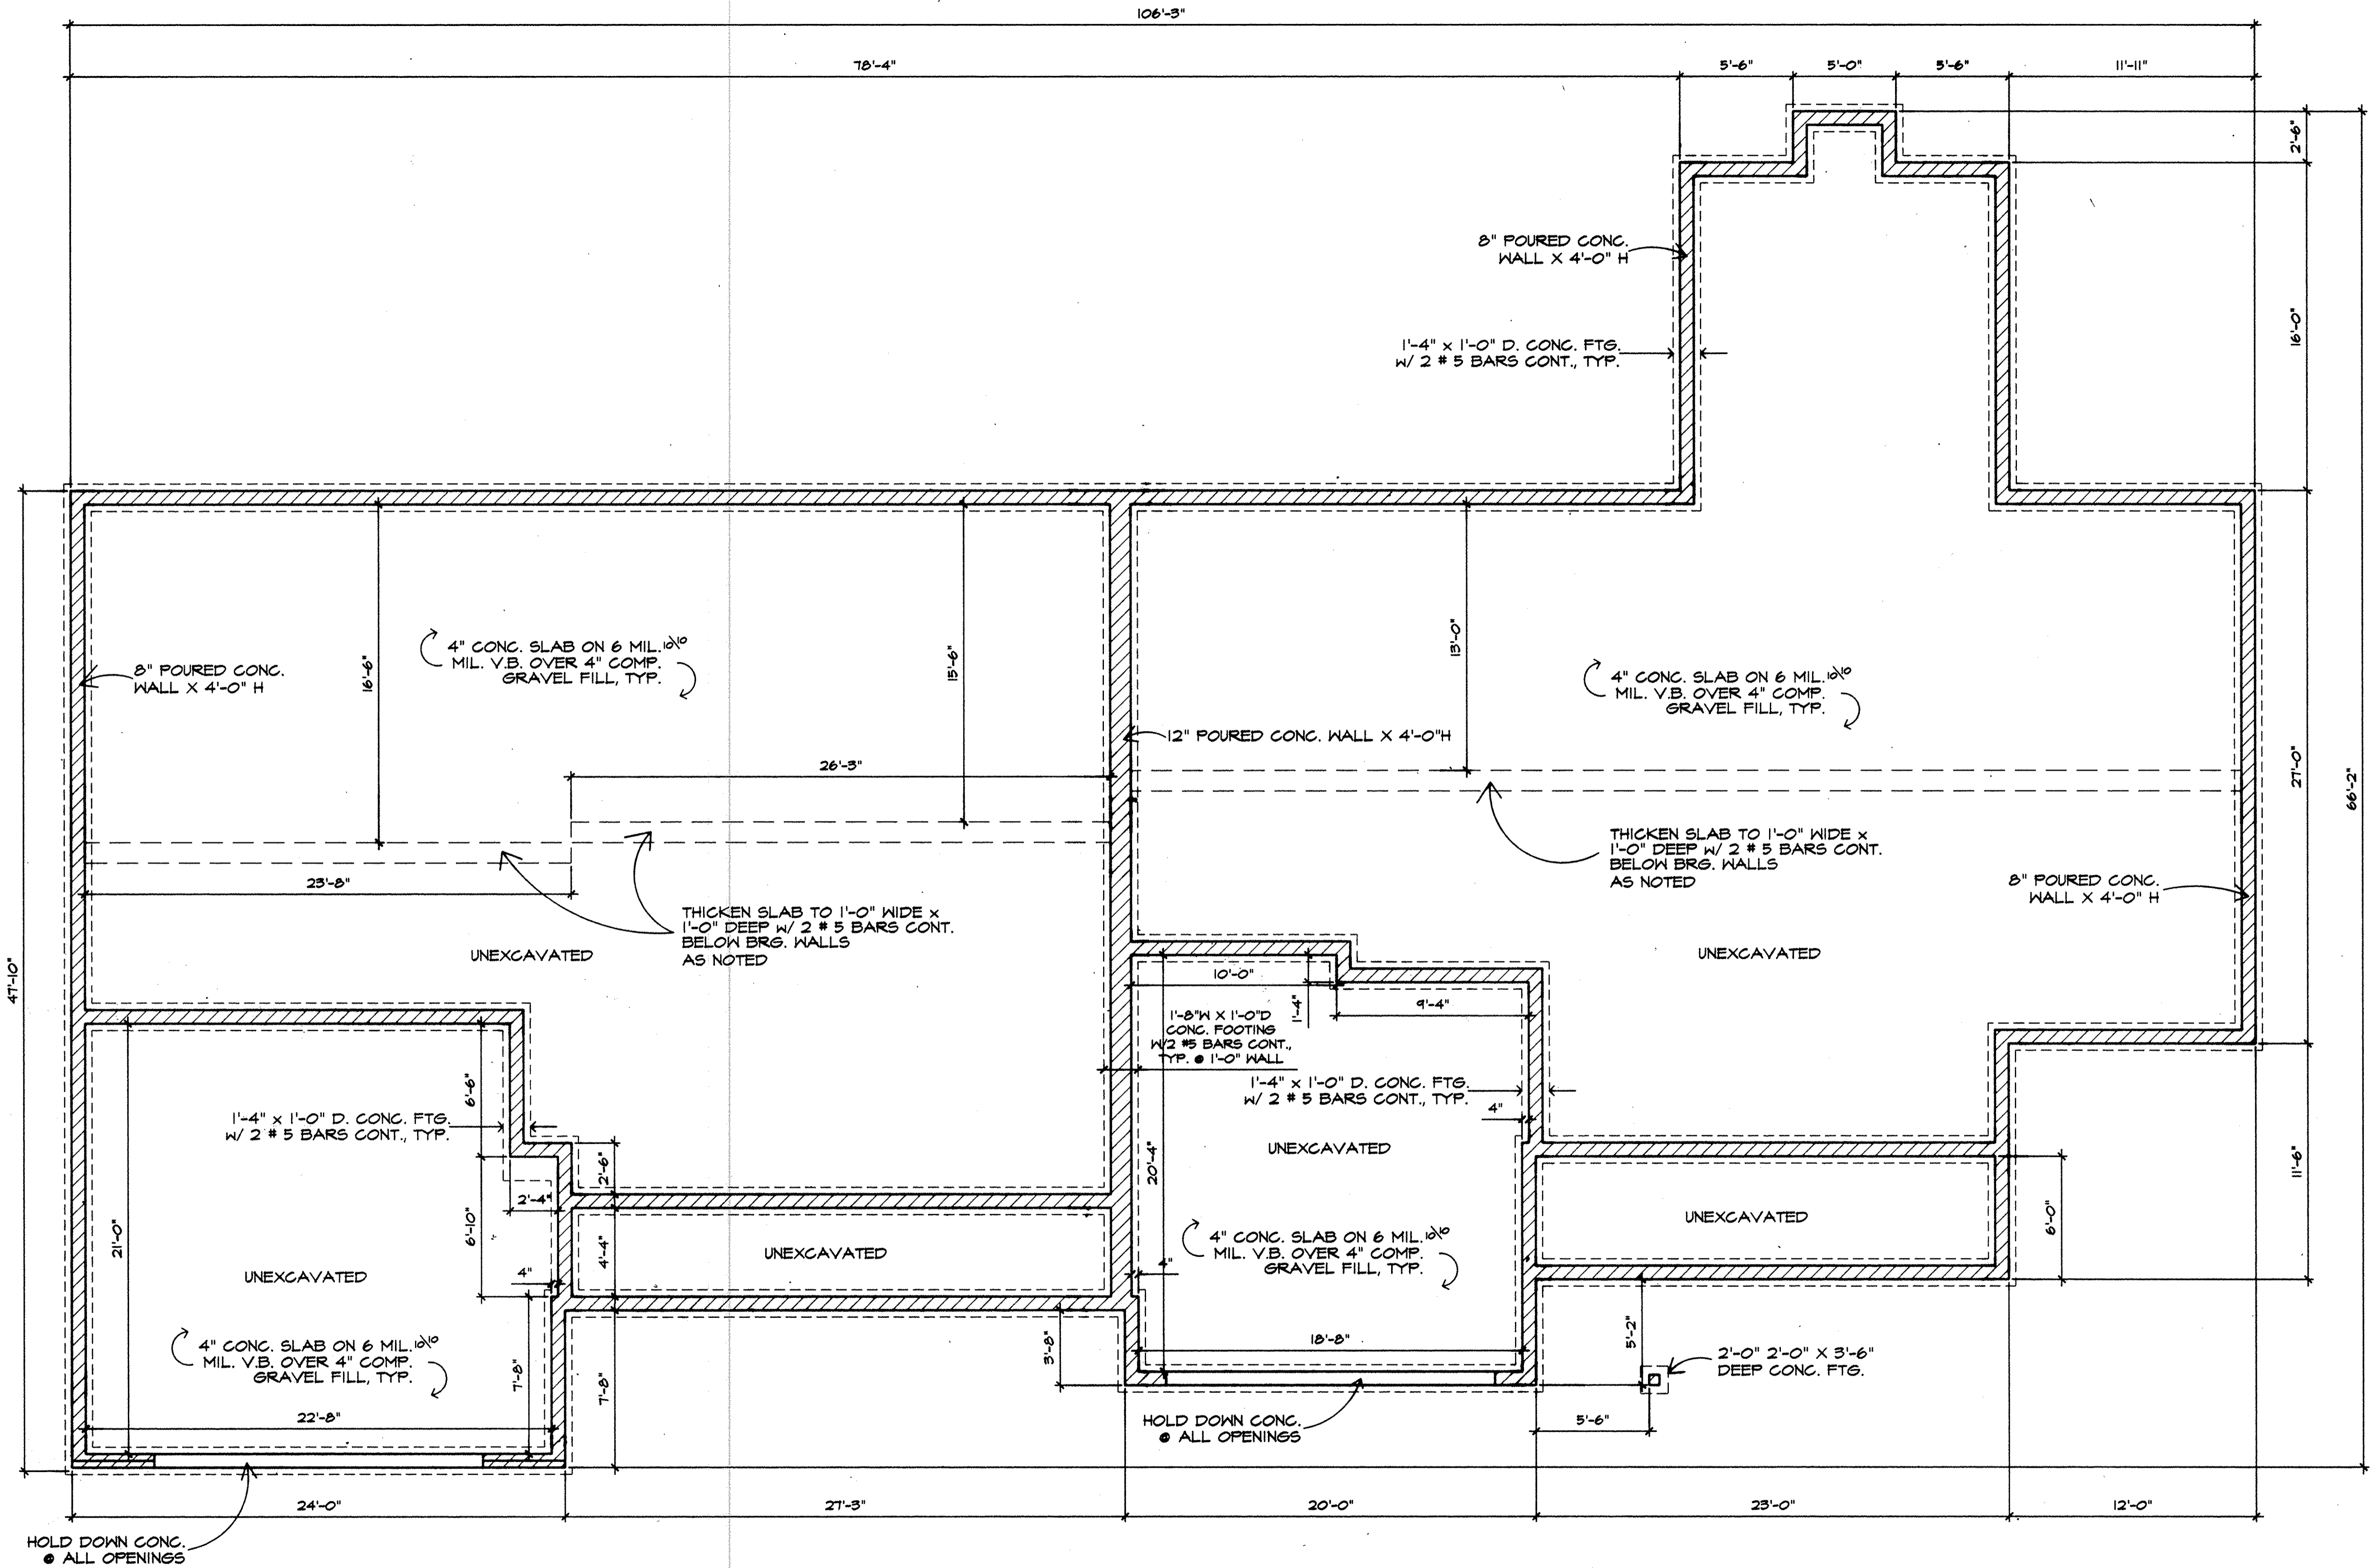 106'-3"
78'-4"
5'-6"
5'-0"
5'-6"
11'-11"
2'-6"
8" POURED CONC.
WALL X 4'-0" H
16'-0"
1'-4" x 1'-0" D. CONC. FTG.
W/ 2 # 5 BARS CONT., TYP.
8" POURED CONC.
WALL X 4'-0" H
16'-6"
4" CONC. SLAB ON 6 MIL. 10\10
MIL. V.B. OVER 4" COMP.
GRAVEL FILL, TYP.
15'-6"
13'-0"
4" CONC. SLAB ON 6 MIL. 10\10
MIL. V.B. OVER 4" COMP.
GRAVEL FILL, TYP.
12" POURED CONC. WALL X 4'-0"H
26'-3"
27'-0"
66'-2"
THICKEN SLAB TO 1'-0" WIDE x
1'-0" DEEP W/ 2 # 5 BARS CONT.
BELOW BRG. WALLS
AS NOTED
23'-8"
8" POURED CONC.
WALL X 4'-0" H
THICKEN SLAB TO 1'-0" WIDE x
1'-0" DEEP W/ 2 # 5 BARS CONT.
BELOW BRG. WALLS
AS NOTED
UNEXCAVATED
UNEXCAVATED
47'-10"
10'-0"
1'-4"
9'-4"
1'-8"W X 1'-0"D
CONC. FOOTING
W/2 #5 BARS CONT.,
TYP. @ 1'-0" WALL
6'-6"
1'-4" x 1'-0" D. CONC. FTG.
W/ 2 # 5 BARS CONT., TYP.
1'-4" x 1'-0" D. CONC. FTG.
W/ 2 # 5 BARS CONT., TYP.
4"
UNEXCAVATED
20'-4"
2'-6"
2'-4"
11'-6"
21'-0"
6'-10"
4'-4"
UNEXCAVATED
UNEXCAVATED
6'-0"
UNEXCAVATED
4"
4"
4" CONC. SLAB ON 6 MIL. 10\10
MIL. V.B. OVER 4" COMP.
GRAVEL FILL, TYP.
4" CONC. SLAB ON 6 MIL. 10\10
MIL. V.B. OVER 4" COMP.
GRAVEL FILL, TYP.
7'-8"
7'-8"
3'-8"
18'-8"
5'-2"
2'-0" 2'-0" X 3'-6"
DEEP CONC. FTG.
22'-8"
HOLD DOWN CONC.
@ ALL OPENINGS
5'-6"
24'-0"
27'-3"
20'-0"
23'-0"
12'-0"
HOLD DOWN CONC.
@ ALL OPENINGS